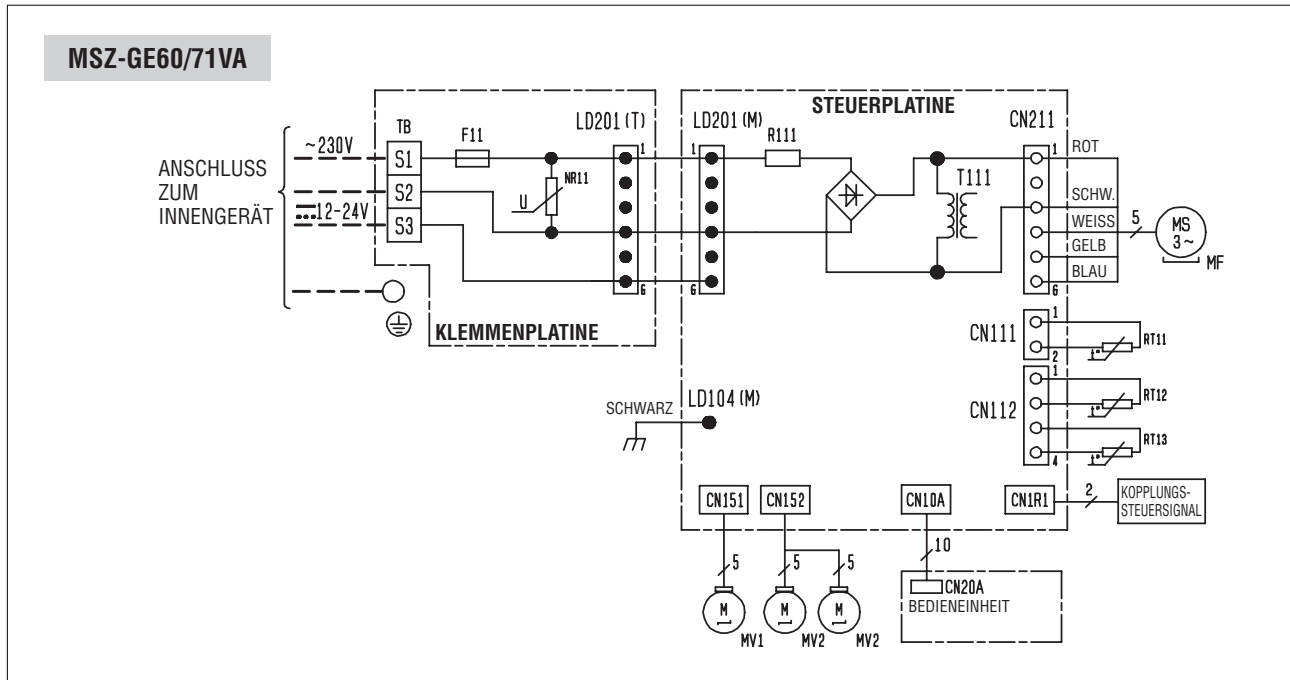 MSZ-GE60/71VA
STEUERPLATINE
TB
F11
LD201 (T)
LD201 (M)
R111
CN211
~230V
S1
1
1
1
ROT
ANSCHLUSS
ZUM
INNENGERÄT
S2
NR11
U
T111
SCHW.
12-24V
S3
WEISS
5
MS
3~
MF
GELB
BLAU
6
6
6
KLEMMENPLATINE
CN111
1
2
t°
RT11
LD104 (M)
SCHWARZ
CN112
1
4
t°
RT12
t°
RT13
CN151
CN152
CN10A
CN1R1
2
KOPPLUNGS-
STEUERSIGNAL
5
5
5
10
CN20A
BEDIENEINHEIT
M
M
M
MV1
MV2
MV2